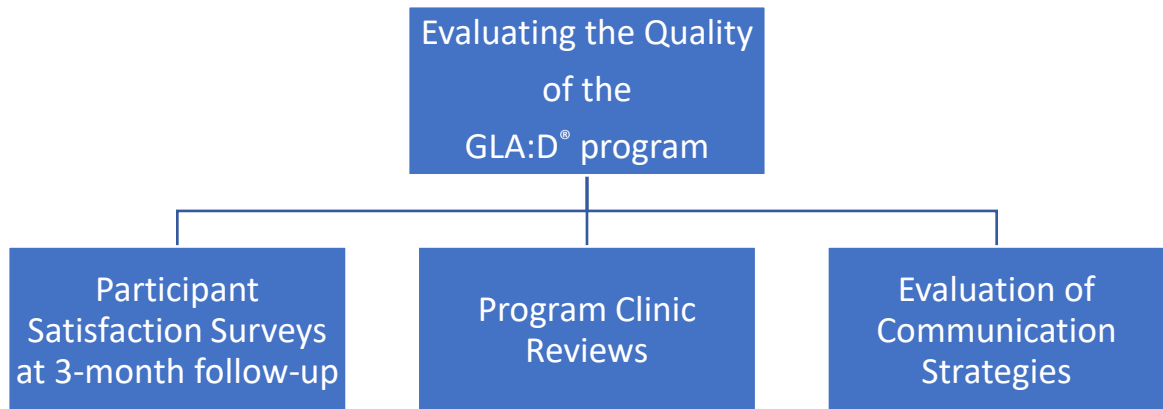 Evaluating the Quality
of the
GLA:D® program
Participant
Satisfaction Surveys
at 3-month follow-up
Program Clinic
Reviews
Evaluation of
Communication
Strategies